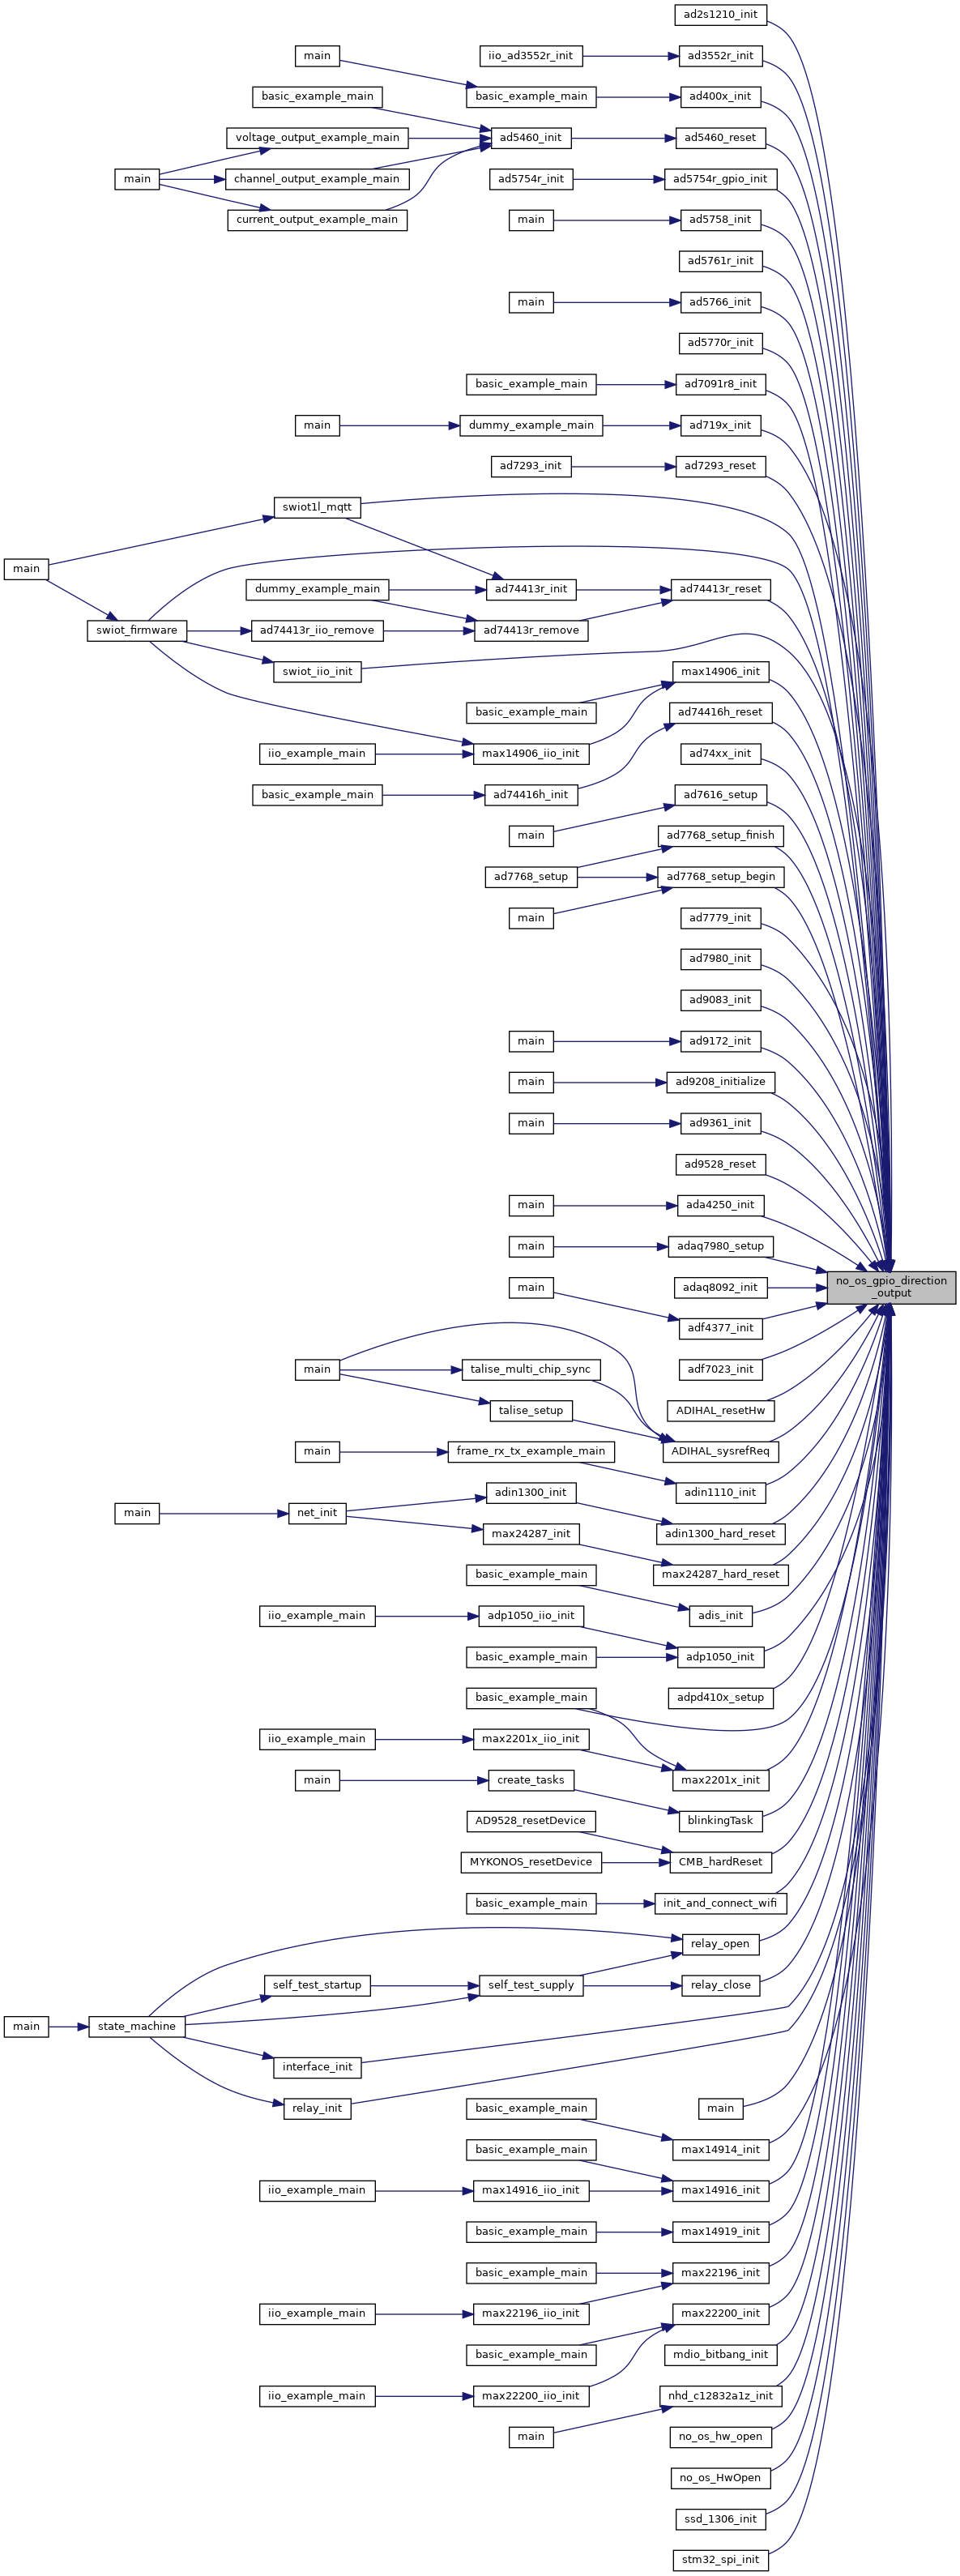 ad2s1210_init
main
iio_ad3552r_init
ad3552r_init
basic_example_main
basic_example_main
ad400x_init
voltage_output_example_main
ad5460_init
ad5460_reset
main
channel_output_example_main
ad5754r_init
ad5754r_gpio_init
current_output_example_main
main
ad5758_init
ad5761r_init
main
ad5766_init
ad5770r_init
basic_example_main
ad7091r8_init
main
dummy_example_main
ad719x_init
ad7293_init
ad7293_reset
swiot1l_mqtt
main
dummy_example_main
ad74413r_init
ad74413r_reset
swiot_firmware
ad74413r_iio_remove
ad74413r_remove
swiot_iio_init
max14906_init
basic_example_main
ad74416h_reset
iio_example_main
max14906_iio_init
ad74xx_init
basic_example_main
ad74416h_init
ad7616_setup
main
ad7768_setup_finish
ad7768_setup
ad7768_setup_begin
main
ad7779_init
ad7980_init
ad9083_init
main
ad9172_init
main
ad9208_initialize
main
ad9361_init
ad9528_reset
main
ada4250_init
main
adaq7980_setup
no_os_gpio_direction
_output
main
adaq8092_init
adf4377_init
main
talise_multi_chip_sync
adf7023_init
talise_setup
ADIHAL_resetHw
main
frame_rx_tx_example_main
ADIHAL_sysrefReq
adin1300_init
adin1110_init
main
net_init
max24287_init
adin1300_hard_reset
basic_example_main
max24287_hard_reset
iio_example_main
adp1050_iio_init
adis_init
basic_example_main
adp1050_init
basic_example_main
adpd410x_setup
iio_example_main
max2201x_iio_init
main
create_tasks
max2201x_init
AD9528_resetDevice
blinkingTask
MYKONOS_resetDevice
CMB_hardReset
basic_example_main
init_and_connect_wifi
relay_open
self_test_startup
self_test_supply
relay_close
main
state_machine
interface_init
relay_init
basic_example_main
main
basic_example_main
max14914_init
iio_example_main
max14916_iio_init
max14916_init
basic_example_main
max14919_init
basic_example_main
max22196_init
iio_example_main
max22196_iio_init
max22200_init
basic_example_main
mdio_bitbang_init
iio_example_main
max22200_iio_init
nhd_c12832a1z_init
main
no_os_hw_open
no_os_HwOpen
ssd_1306_init
stm32_spi_init